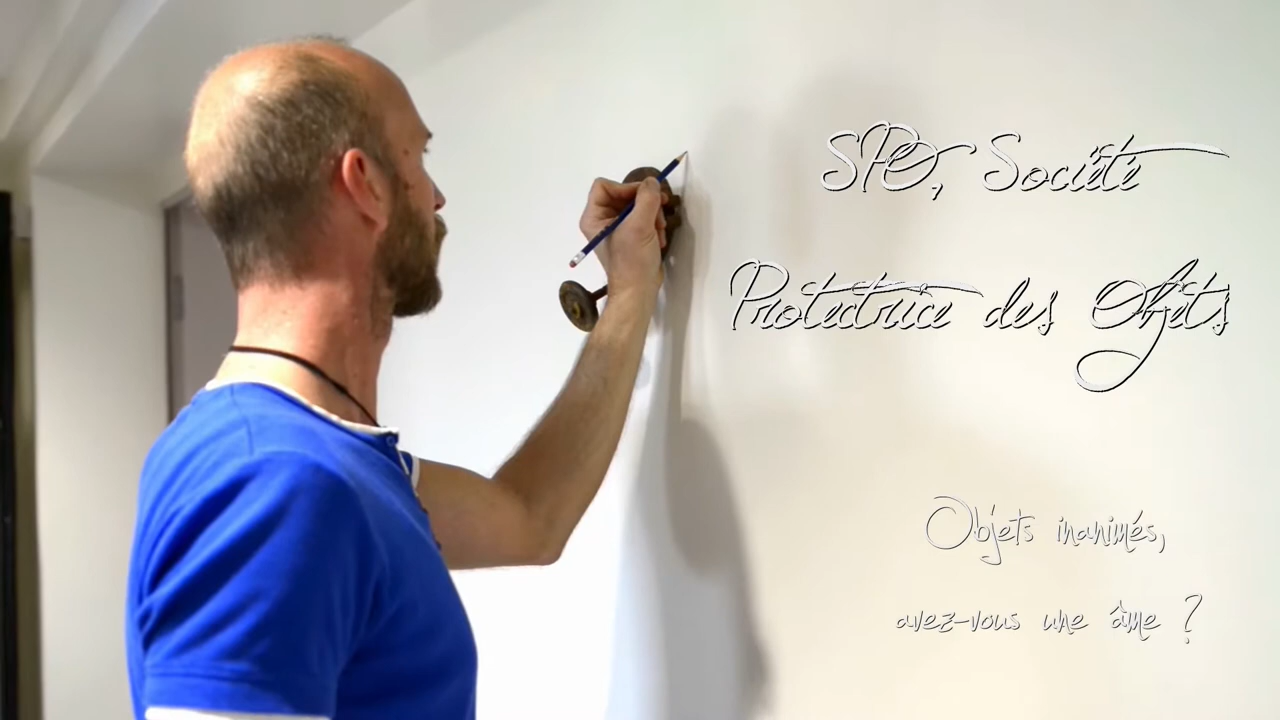 SPO, Société
Protectrice des Objets
Objets inanimés,
avez-vous une âme ?